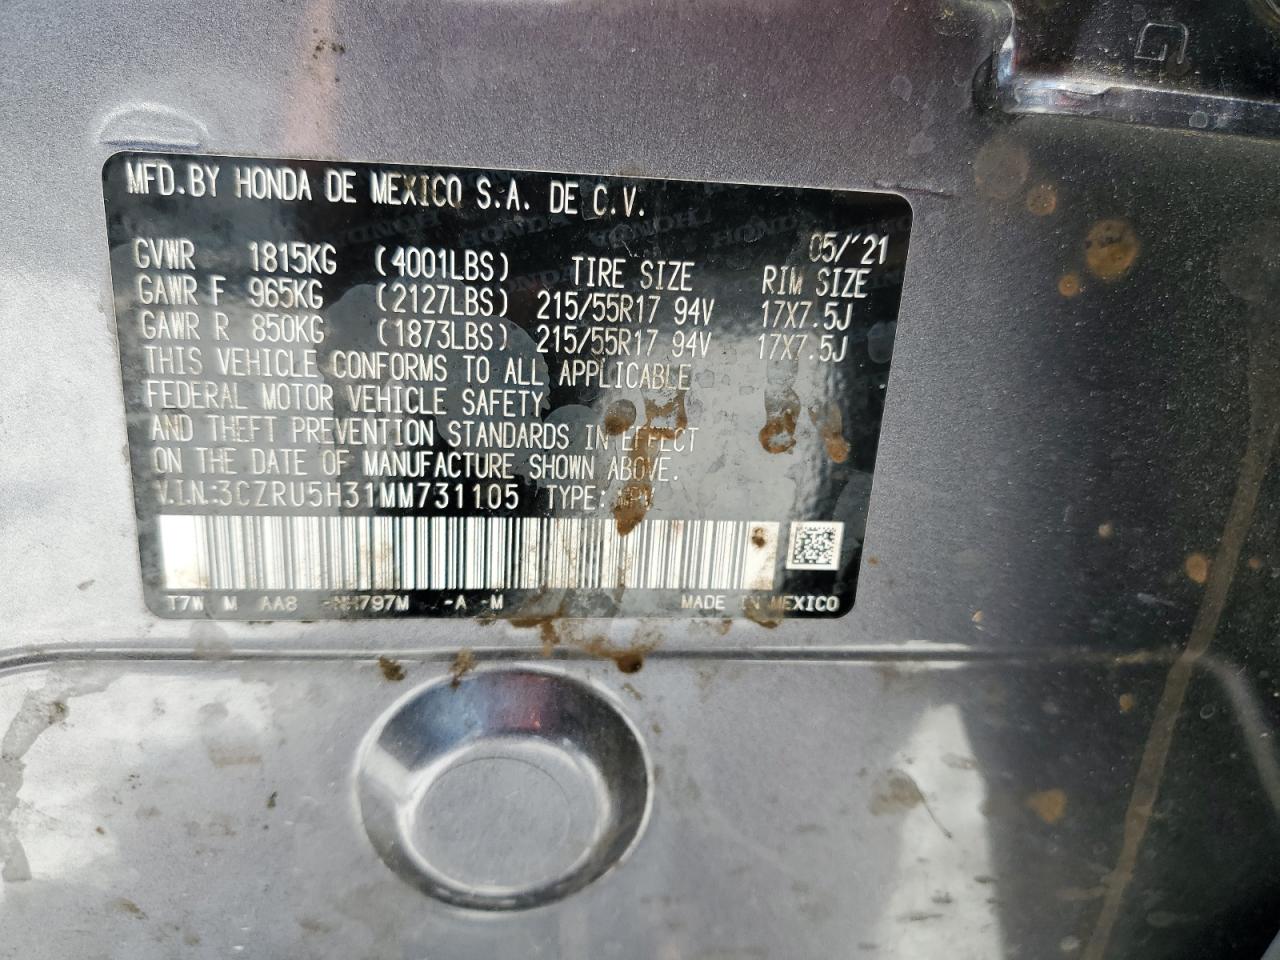 MFD.BY HONDA DE MEXICO S.A. DE C.V.
05/'21
GVWR 1815KG (4001LBS) TIRE SIZE RIM SIZE
GAWR F 965KG (2127LBS) 215/55R17 94V 17X7.5J
GAWR R 850KG (1873LBS) 215/55R17 94V 17X7.5J
THIS VEHICLE CONFORMS TO ALL APPLICABLE
FEDERAL MOTOR VEHICLE SAFETY
AND THEFT PREVENTION STANDARDS IN EFFECT
ON THE DATE OF MANUFACTURE SHOWN ABOVE.
V.I.N:3CZRU5H31MM731105 TYPE: MPV
T7W M AA8 -NH797M -A -M MADE IN MEXICO